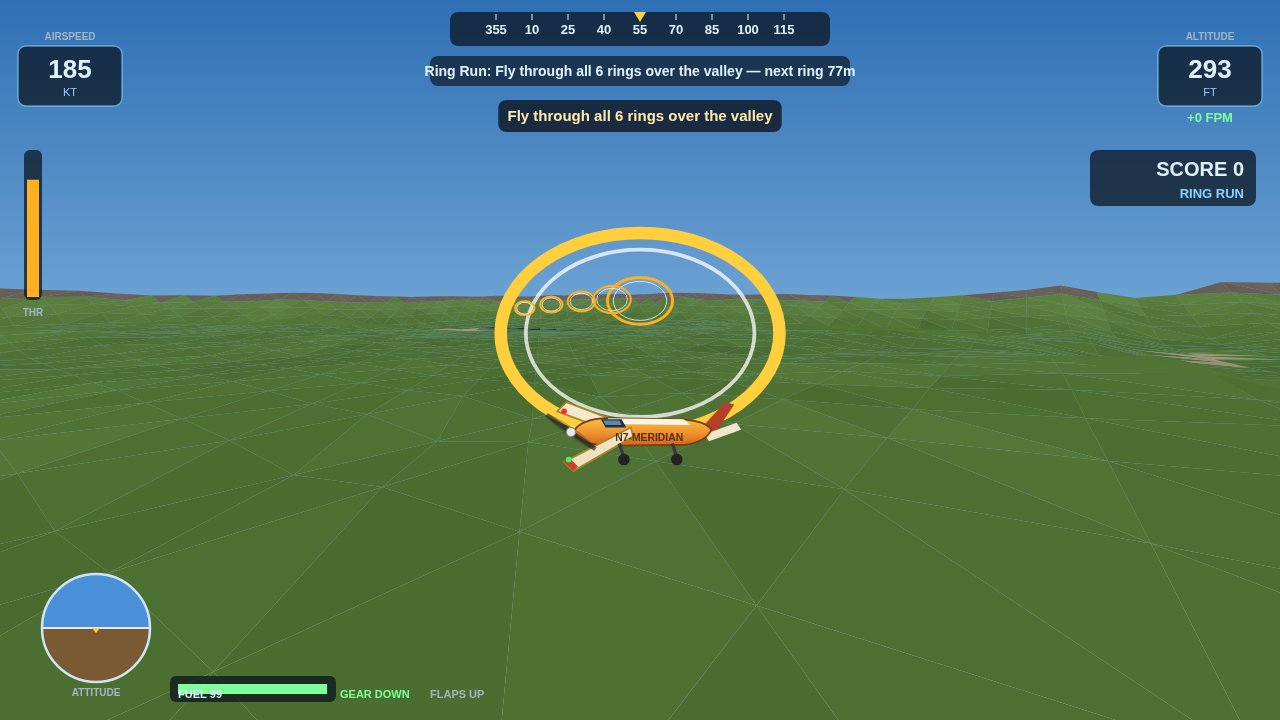 355 10 25 40 55 70 85 100 115
AIRSPEED
185
KT
Ring Run: Fly through all 6 rings over the valley — next ring 77m
Fly through all 6 rings over the valley
ALTITUDE
293
FT
+0 FPM
SCORE 0
RING RUN
THR
N7-MERIDIAN
ATTITUDE
FUEL 99
GEAR DOWN
FLAPS UP